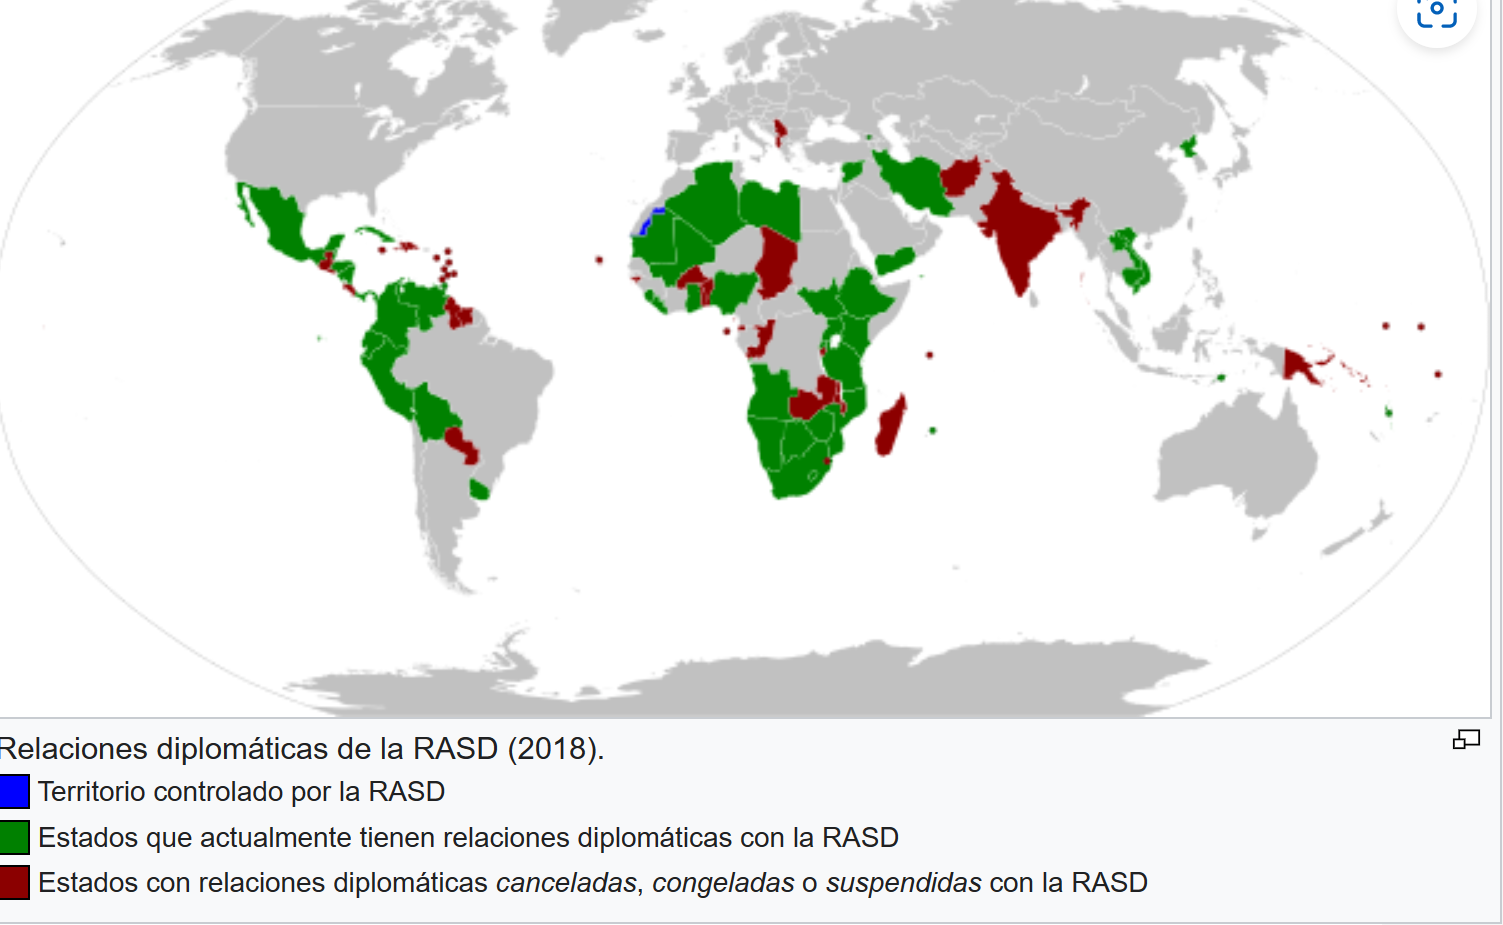 Relaciones diplomáticas de la RASD (2018).
Territorio controlado por la RASD
Estados que actualmente tienen relaciones diplomáticas con la RASD
Estados con relaciones diplomáticas canceladas, congeladas o suspendidas con la RASD